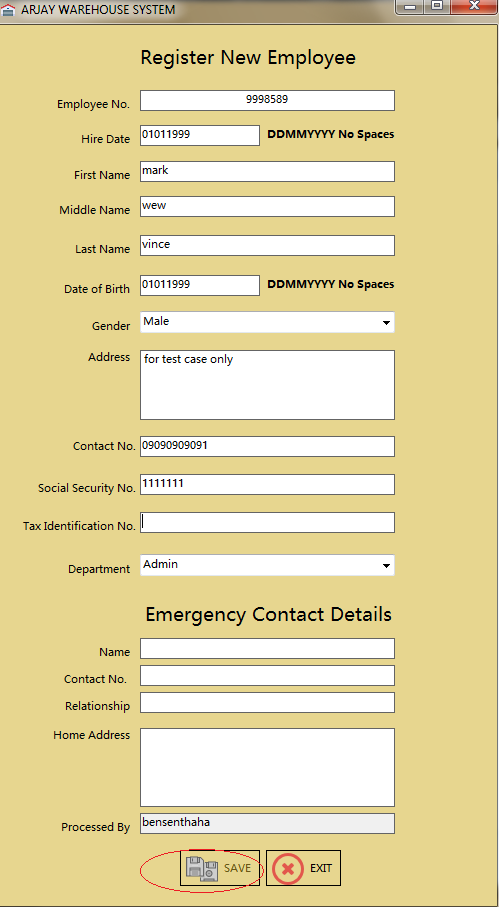 ARJAY WAREHOUSE SYSTEM
Register New Employee
Employee No. 9998589
Hire Date 01011999 DDMMYYYY No Spaces
First Name mark
Middle Name wew
Last Name vince
Date of Birth 01011999 DDMMYYYY No Spaces
Gender Male
Address for test case only
Contact No. 09090909091
Social Security No. 1111111
Tax Identification No.
Department Admin
Emergency Contact Details
Name
Contact No.
Relationship
Home Address
Processed By bensenthaha
SAVE EXIT